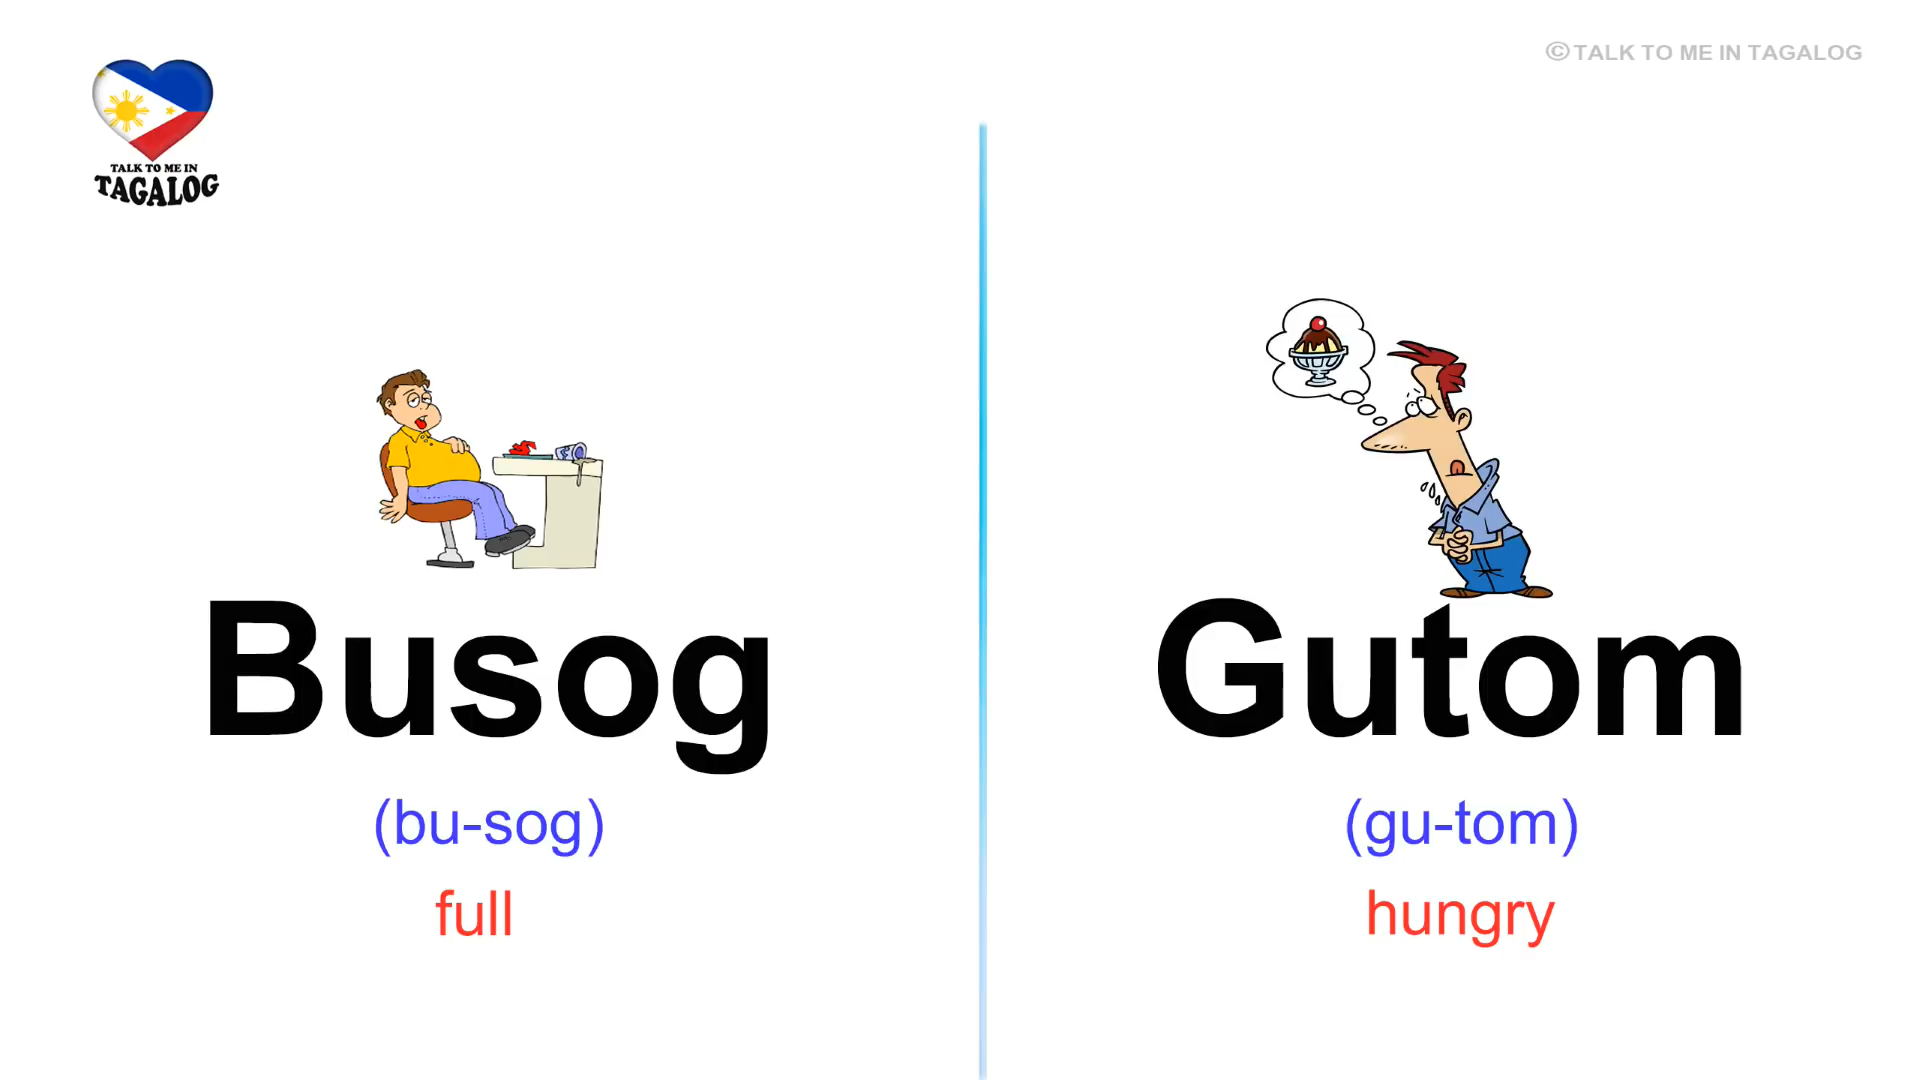 ©TALK TO ME IN TAGALOG
TALK TO ME IN
TAGALOG
Busog
(bu-sog)
full
Gutom
(gu-tom)
hungry